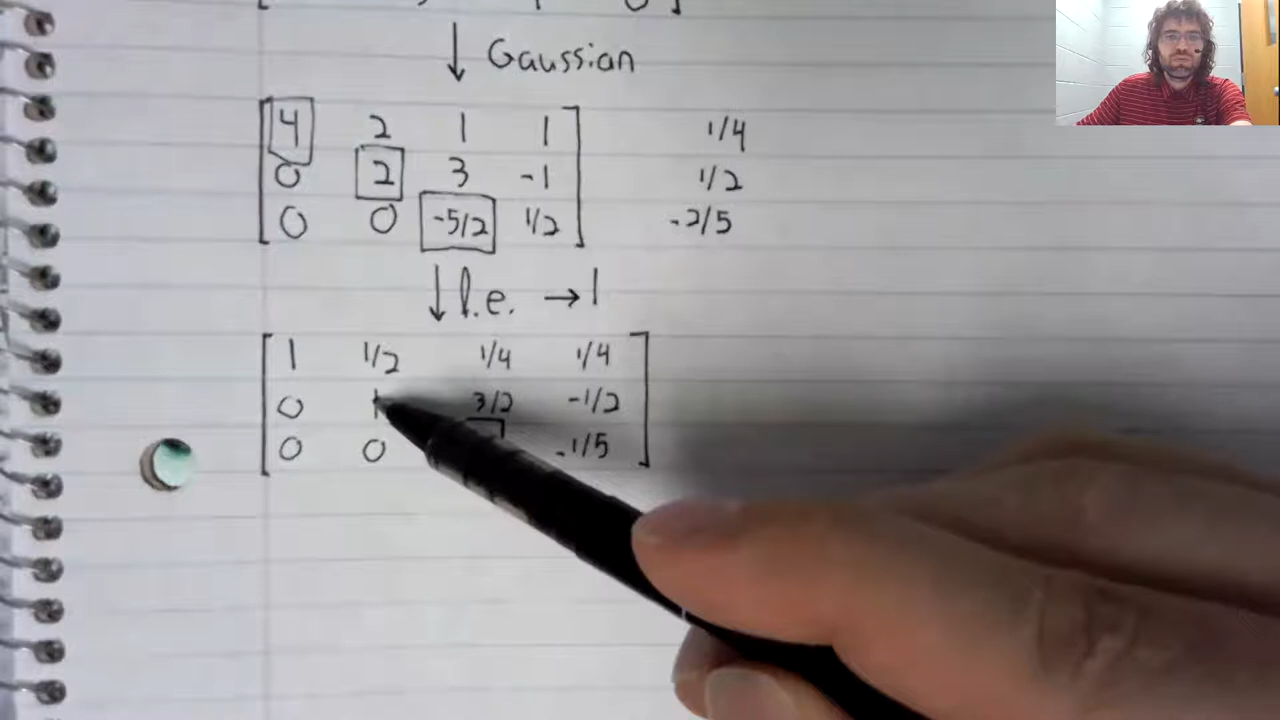 ↓ Gaussian
4 2 1 1 1/4
0 2 3 -1 1/2
0 0 -5/2 1/2 -2/5
↓ l.e. → 1
1 1/2 1/4 1/4
0 1 3/2 -1/2
0 0 -1/5